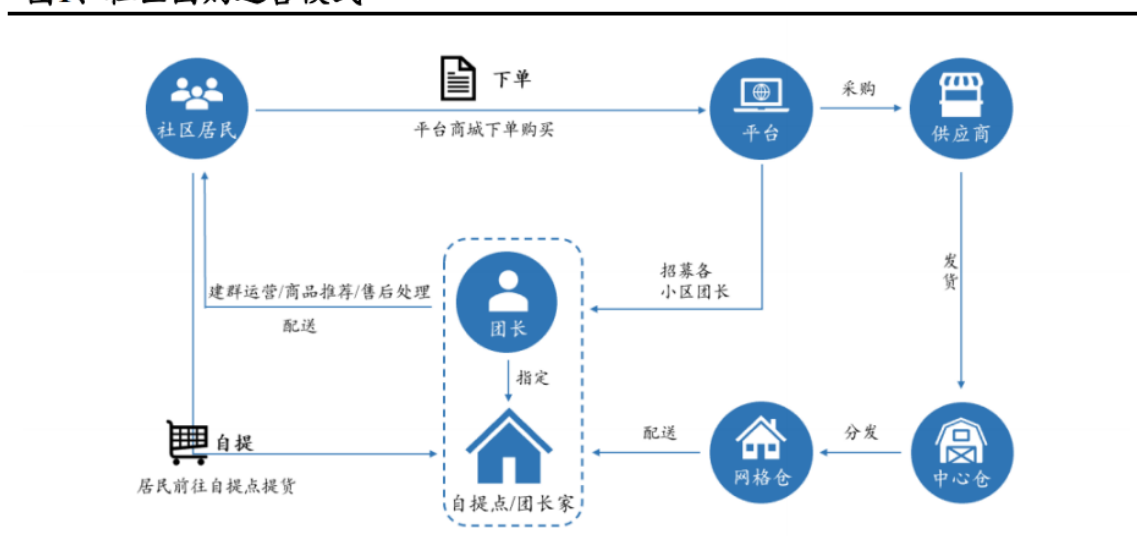 下单
社区居民
平台商城下单购买
平台
采购
供应商
发货
招募各
小区团长
建群运营/商品推荐/售后处理
配送
团长
指定
自提
居民前往自提点提货
自提点/团长家
配送
网格仓
分发
中心仓